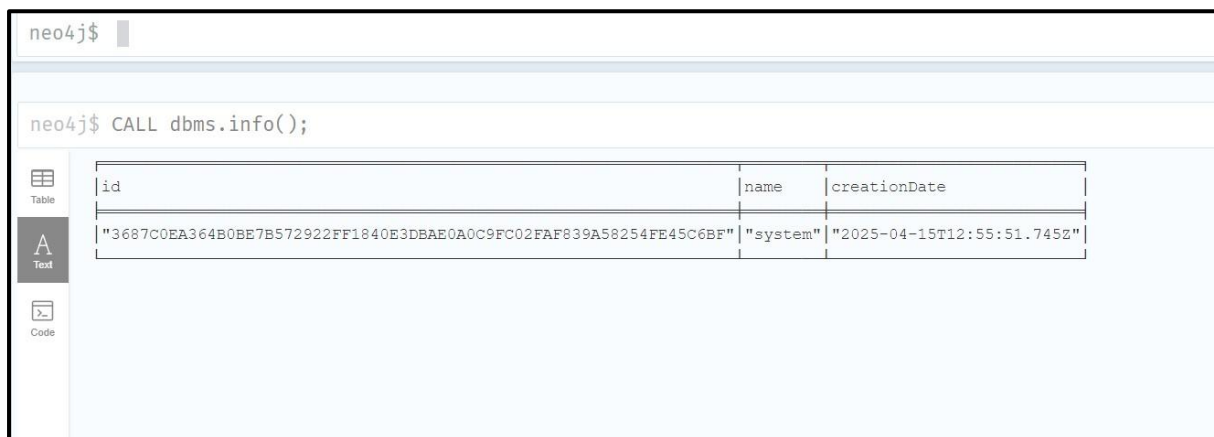 neo4j$
neo4j$ CALL dbms.info();
Table
A
Text
Code
id name creationDate
"3687C0EA364B0BE7B572922FF1840E3DBAE0A0C9FC02FAF839A58254FE45C6BF" "system" "2025-04-15T12:55:51.745Z"